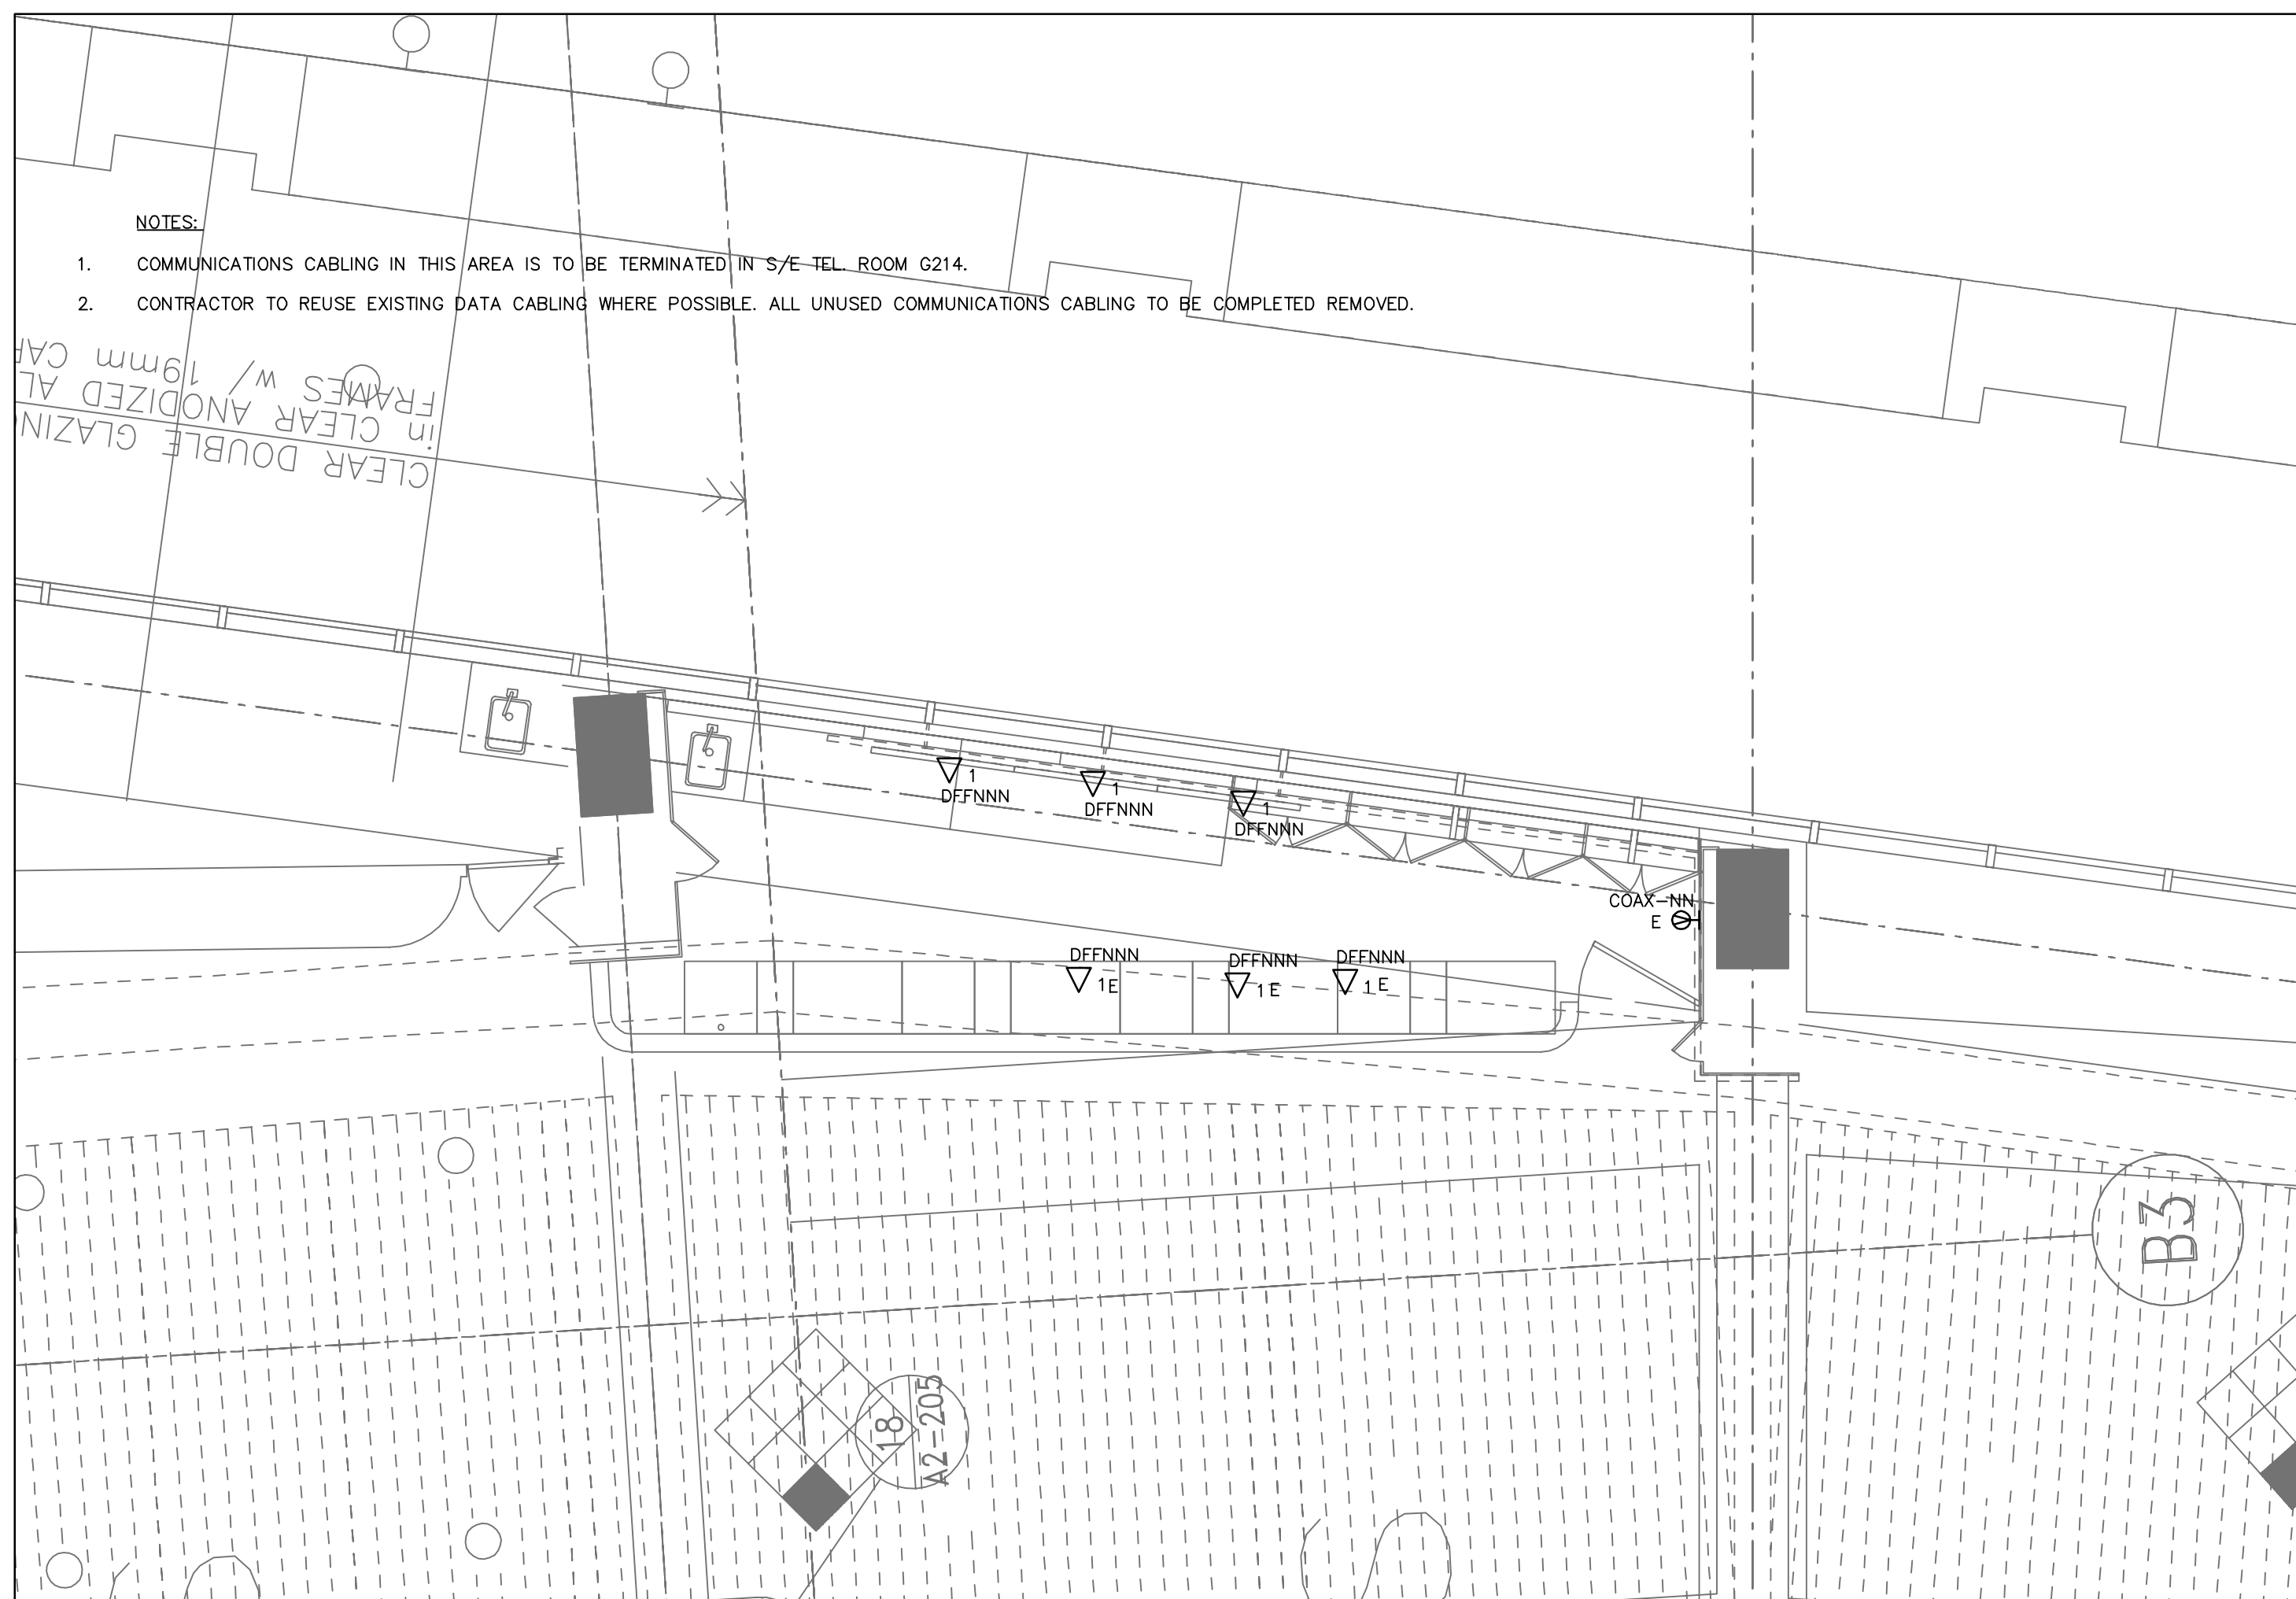 NOTES:
1. COMMUNICATIONS CABLING IN THIS AREA IS TO BE TERMINATED IN S/E TEL. ROOM G214.
2. CONTRACTOR TO REUSE EXISTING DATA CABLING WHERE POSSIBLE. ALL UNUSED COMMUNICATIONS CABLING TO BE COMPLETED REMOVED.
CLEAR DOUBLE GLAZIN
in CLEAR ANODIZED AL
FRAMES w/ 19mm CA
1
DFFNNN
1
DFFNNN
1
DFFNNN
COAX-NN
E
DFFNNN
1E
DFFNNN
1E
DFFNNN
1E
B3
18
A2-205